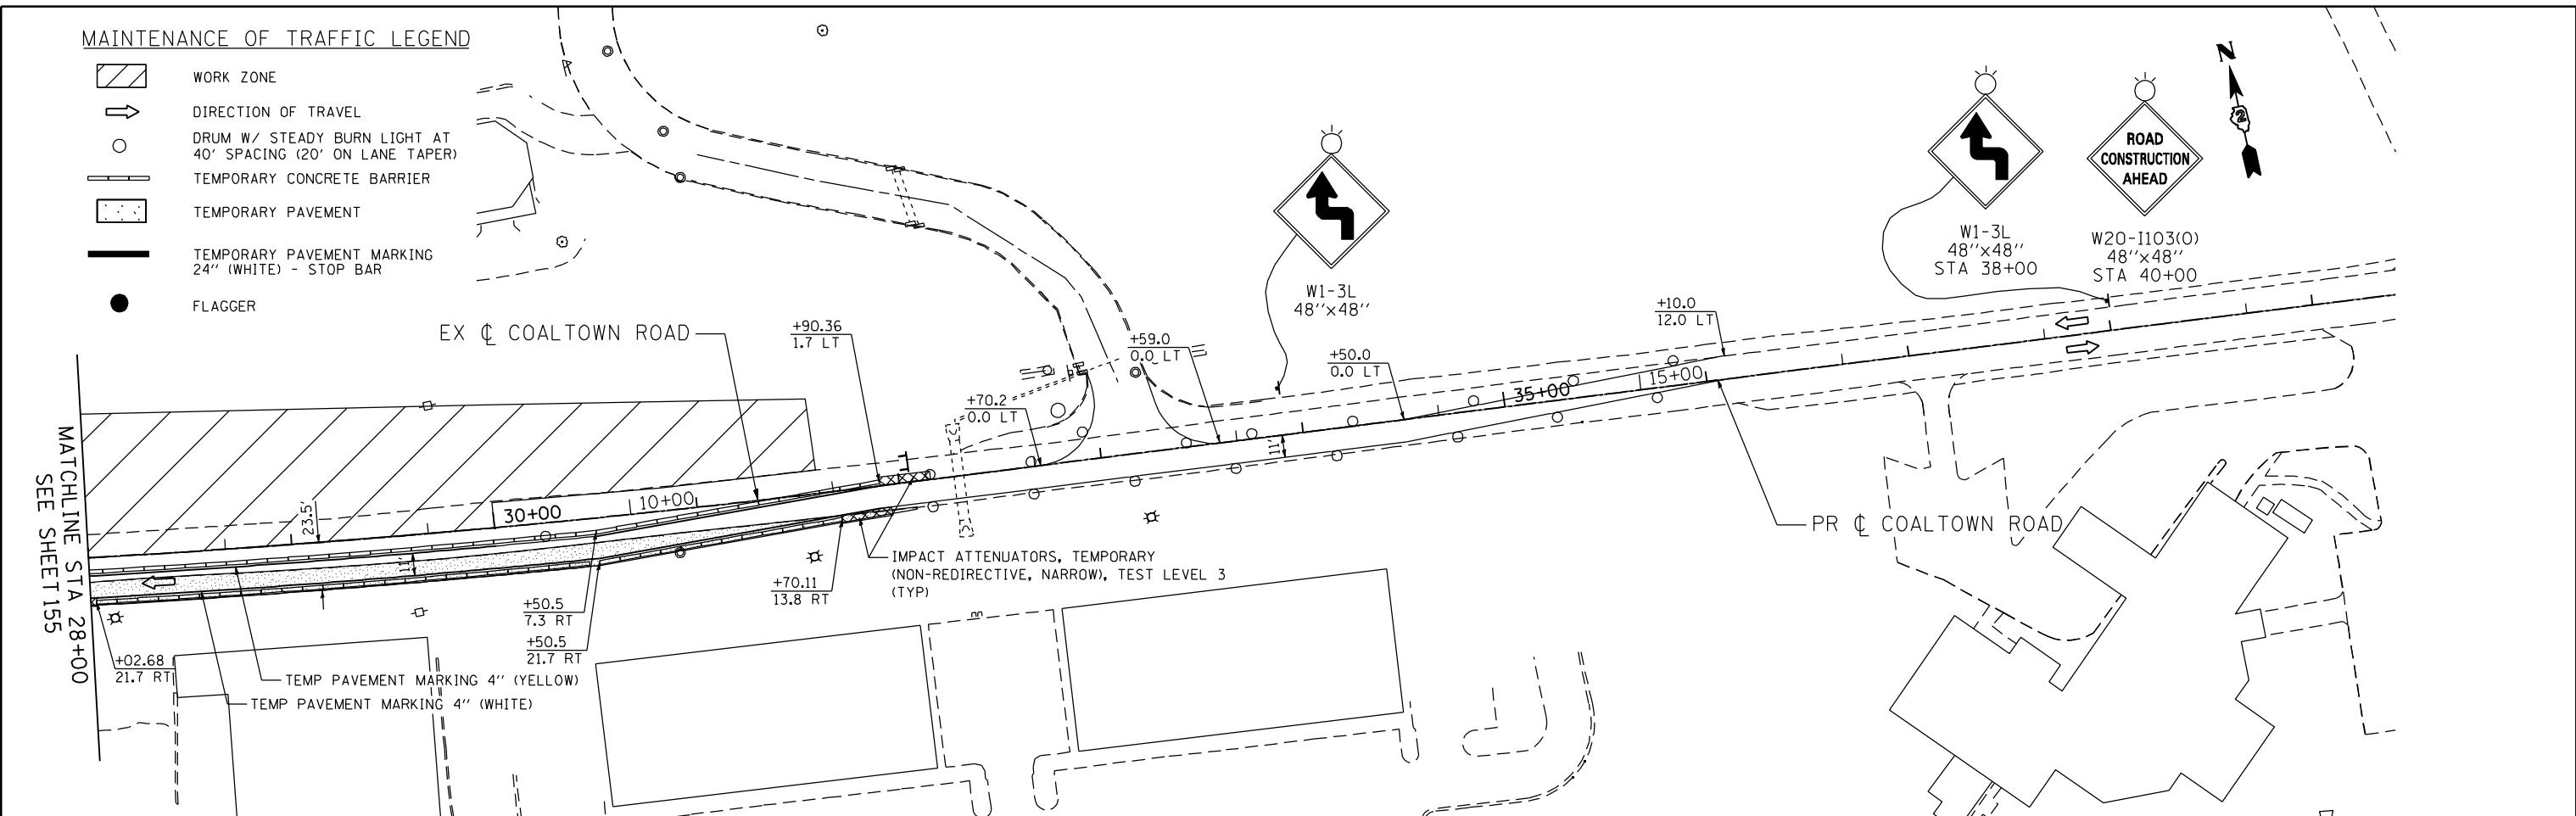 MAINTENANCE OF TRAFFIC LEGEND
WORK ZONE
DIRECTION OF TRAVEL
DRUM W/ STEADY BURN LIGHT AT
40' SPACING (20' ON LANE TAPER)
TEMPORARY CONCRETE BARRIER
TEMPORARY PAVEMENT
TEMPORARY PAVEMENT MARKING
24'' (WHITE) - STOP BAR
FLAGGER
N
2
ROAD
CONSTRUCTION
AHEAD
W1-3L
48''x48''
STA 38+00
W20-I103(O)
48''x48''
STA 40+00
W1-3L
48''x48''
EX ℄ COALTOWN ROAD
+90.36
1.7 LT
+70.2
0.0 LT
+59.0
0.0 LT
+50.0
0.0 LT
+10.0
12.0 LT
35+00
15+00
11'
PR ℄ COALTOWN ROAD
MATCHLINE STA 28+00
SEE SHEET 155
23.5'
30+00
10+00
11'
IMPACT ATTENUATORS, TEMPORARY
(NON-REDIRECTIVE, NARROW), TEST LEVEL 3
(TYP)
+70.11
13.8 RT
+50.5
7.3 RT
+50.5
21.7 RT
+02.68
21.7 RT
TEMP PAVEMENT MARKING 4'' (YELLOW)
TEMP PAVEMENT MARKING 4'' (WHITE)